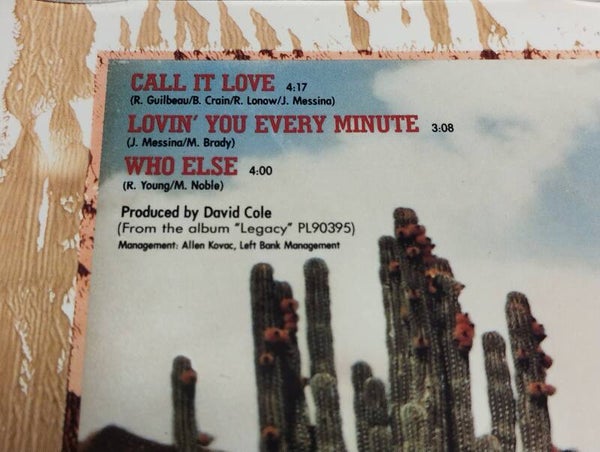 CALL IT LOVE 4:17
(R. Guilbeau/B. Crain/R. Lonow/J. Messina)
LOVIN' YOU EVERY MINUTE 3:08
(J. Messina/M. Brady)
WHO ELSE 4:00
(R. Young/M. Noble)
Produced by David Cole
(From the album "Legacy" PL90395)
Management: Allen Kovac, Left Bank Management